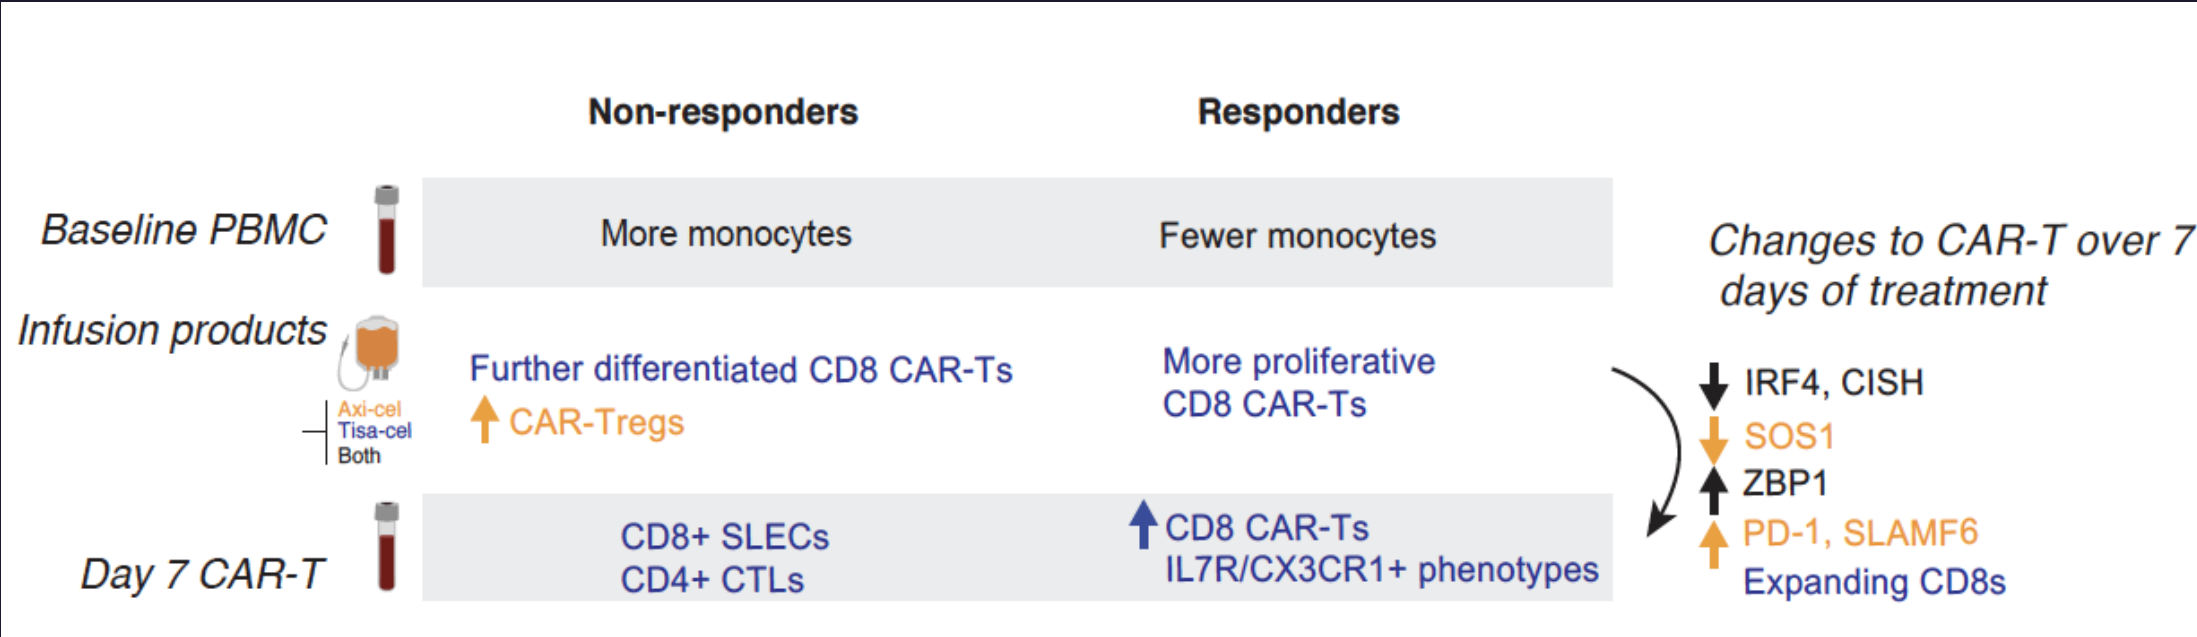 Non-responders
Responders
Baseline PBMC
More monocytes
Fewer monocytes
Changes to CAR-T over 7
days of treatment
Infusion products
Axi-cel
Tisa-cel
Both
Further differentiated CD8 CAR-Ts
CAR-Tregs
More proliferative
CD8 CAR-Ts
IRF4, CISH
SOS1
ZBP1
PD-1, SLAMF6
Expanding CD8s
Day 7 CAR-T
CD8+ SLECs
CD4+ CTLs
CD8 CAR-Ts
IL7R/CX3CR1+ phenotypes